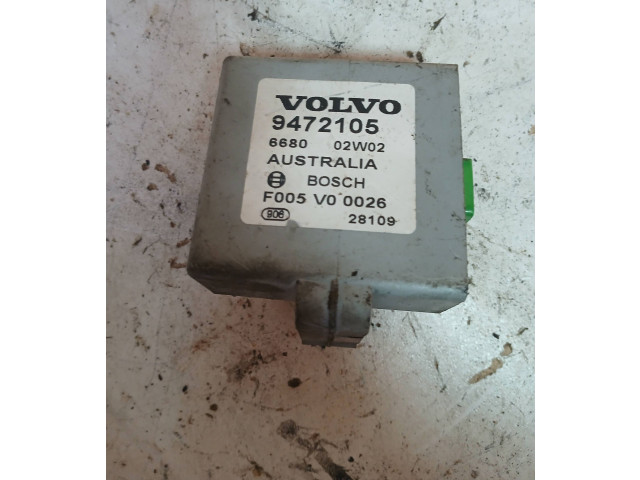 VOLVO
9472105
6680 02W02
AUSTRALIA
BOSCH
F005 V0 0026
906 28109